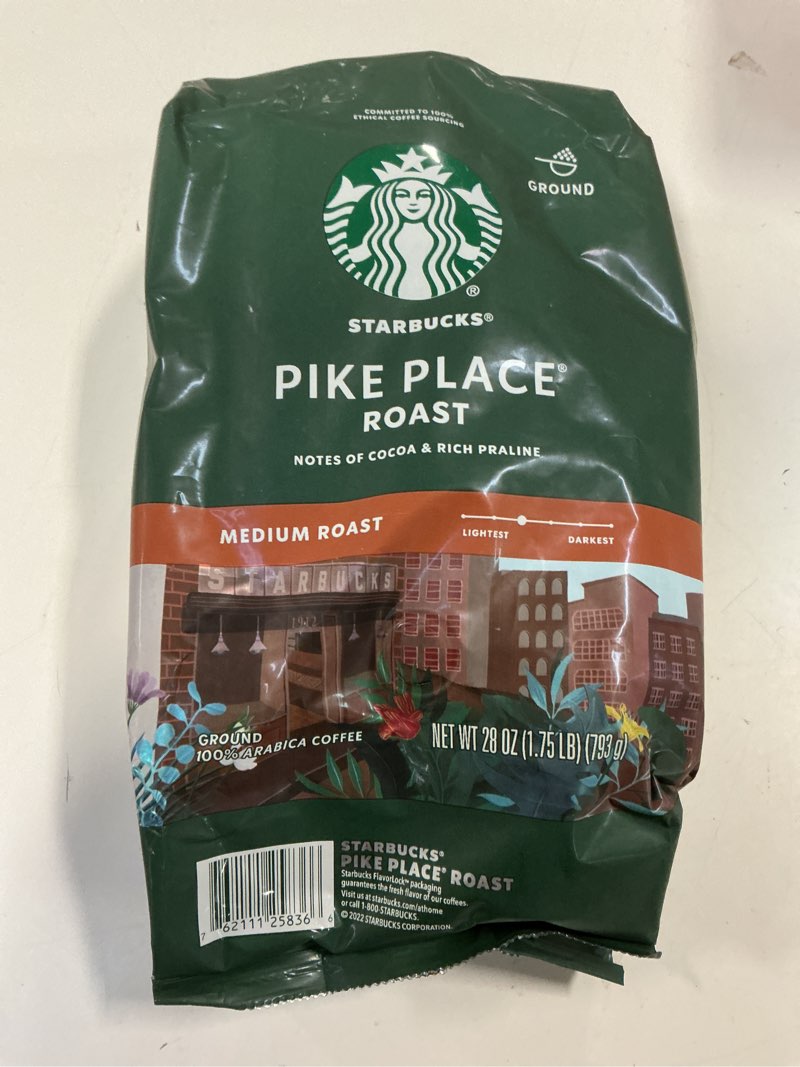 COMMITTED TO 100%
ETHICAL COFFEE SOURCING
GROUND
®
STARBUCKS®
PIKE PLACE®
ROAST
NOTES OF COCOA & RICH PRALINE
MEDIUM ROAST
LIGHTEST
DARKEST
STARBUCKS
1912
GROUND
100% ARABICA COFFEE
NET WT 28 OZ (1.75 LB) (793 g)
STARBUCKS®
PIKE PLACE® ROAST
Starbucks FlavorLock™ packaging
guarantees the fresh flavor of our coffees.
Visit us at starbucks.com/athome
or call 1-800-STARBUCKS.
© 2022 STARBUCKS CORPORATION.
7 62111 25836 6